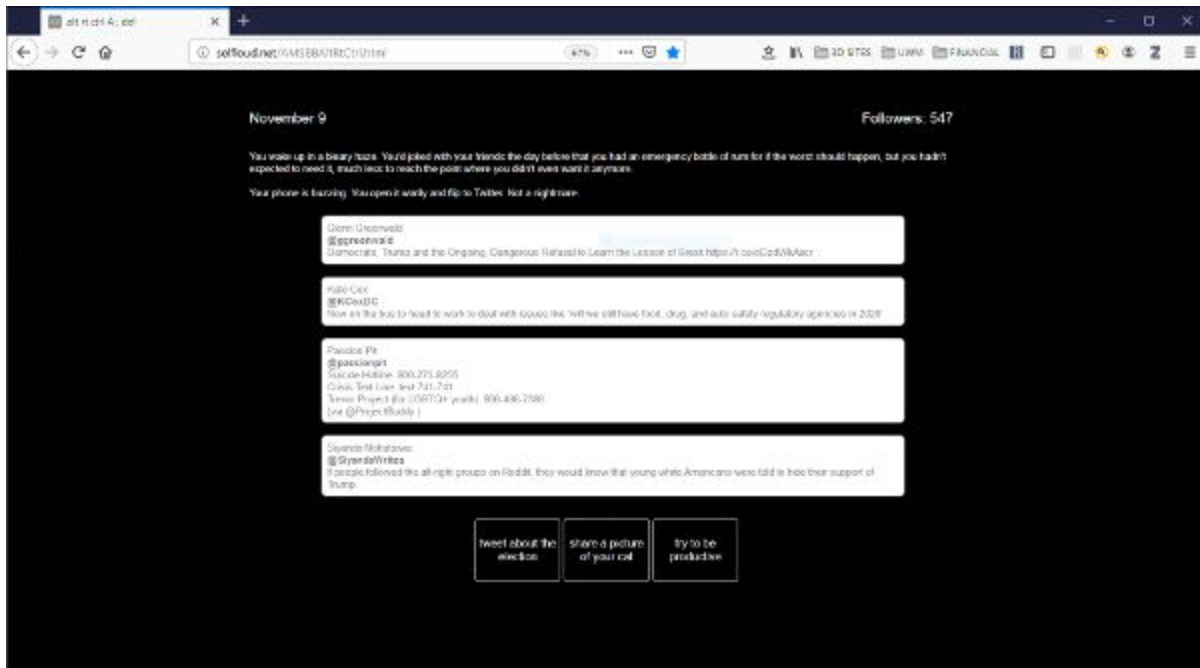 alt rt ctrl A: del
selfloud.net
67%
3D SITES
UWM
FINANCIAL
November 9
Followers: 547
You wake up in a bleary haze. You'd joked with your friends the day before that you had an emergency bottle of rum for if the worst should happen, but you hadn't
expected to need it, much less to reach the point where you didn't even want it anymore.
Your phone is buzzing. You open it warily and flip to Twitter. Not a nightmare.
Glenn Greenwald
@ggreenwald
Democrats, Trump and the Ongoing, Dangerous Refusal to Learn the Lesson of Brexit
Kate Cox
@KCoxDC
Now on the bus to head to work to deal with issues like "will we still have food, drug, and auto safety regulatory agencies in 2020"
Passion Pit
@passionpit
Suicide Hotline: 800-273-8255
Crisis Text Line: text 741-741
Trevor Project (for LGBTQ+ youth): 866-488-7386
(via @ProjectBuddy)
Siyanda
@SiyandaWrites
If people followed the alt-right groups on Reddit, they would know that young white Americans were told to hide their support of
Trump.
tweet about the
election
share a picture
of your cat
try to be
productive